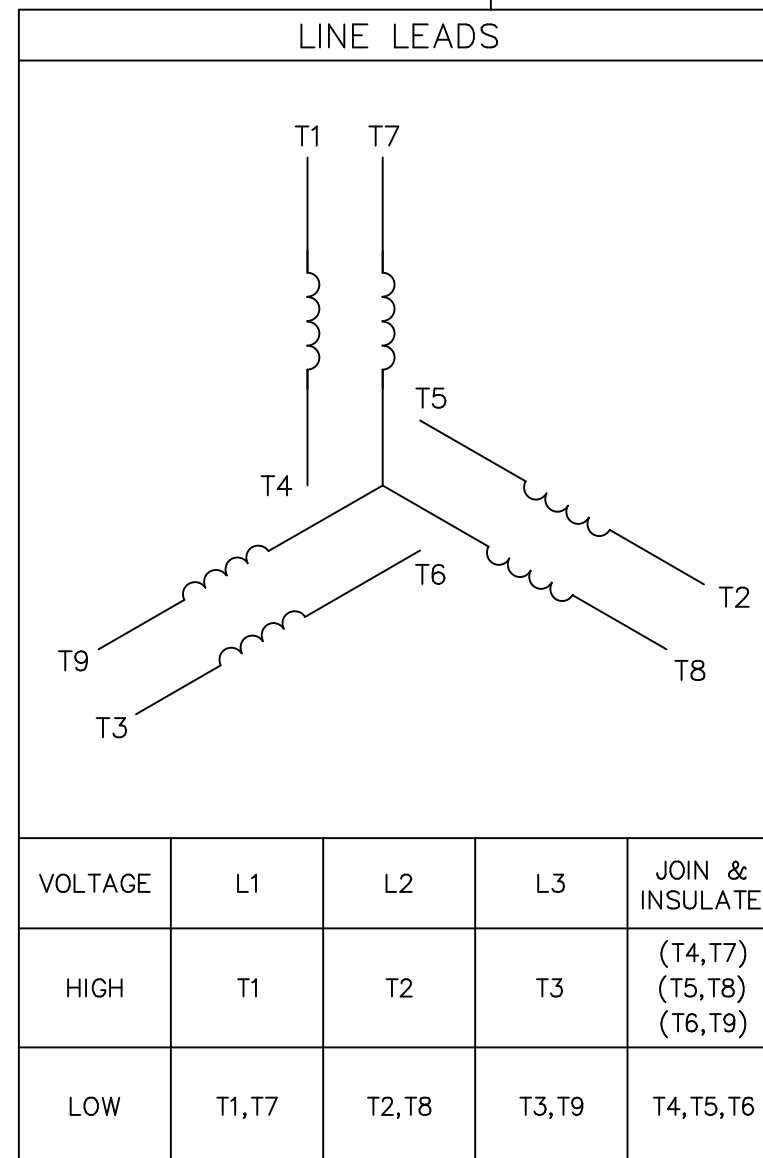 LINE LEADS
T1 T7
T5
T4
T6
T2
T9
T8
T3
VOLTAGE L1 L2 L3 JOIN &
INSULATE
HIGH T1 T2 T3 (T4,T7)
(T5,T8)
(T6,T9)
LOW T1,T7 T2,T8 T3,T9 T4,T5,T6